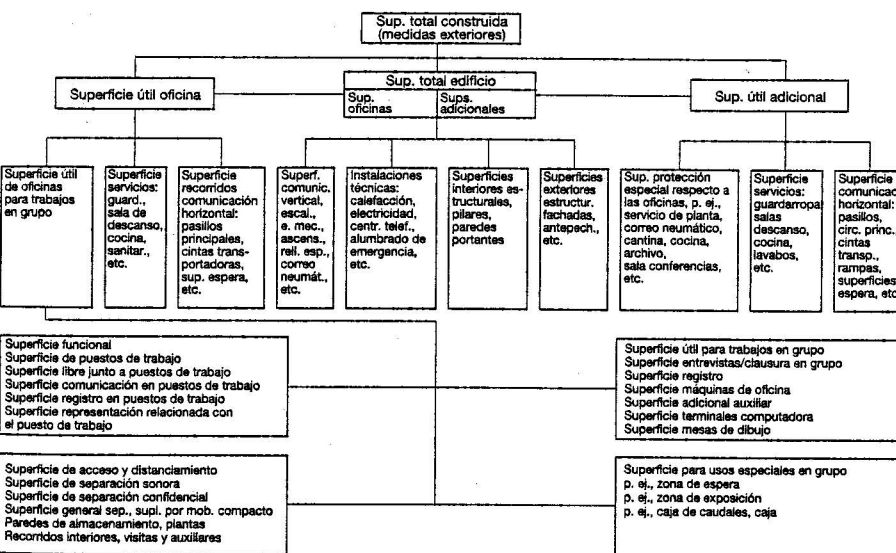 Sup. total construida
(medidas exteriores)
Superficie útil oficina
Sup. total edificio
Sup.
oficinas
Sups.
adicionales
Sup. útil adicional
Superficie útil
de oficinas
para trabajos
en grupo
Superficie
servicios:
guard.,
sala de
descanso,
cocina,
sanitar.,
etc.
Superficie
recorridos
comunicación
horizontal:
pasillos
principales,
cintas trans-
portadoras,
sup. espera,
etc.
Superf.
comunic.
vertical,
escal.,
e. mec.,
ascens.,
rell. esp.,
correo
neumát.,
etc.
Instalaciones
técnicas:
calefacción,
electricidad,
centr. telef.,
alumbrado de
emergencia,
etc.
Superficies
interiores es-
tructurales,
pilares,
paredes
portantes
Superficies
exteriores
estructur.
fachadas,
antepech.,
etc.
Sup. protección
especial respecto a
las oficinas, p. ej.,
servicio de planta,
correo neumático,
cantina, cocina,
archivo,
sala conferencias,
etc.
Superficie
servicios:
guardarropa
salas
descanso,
cocina,
lavabos,
etc.
Superficie
comunicac
horizontal:
pasillos,
circ. princ.,
cintas
transp.,
rampas,
superficies
espera, etc
Superficie funcional
Superficie de puestos de trabajo
Superficie libre junto a puestos de trabajo
Superficie comunicación en puestos de trabajo
Superficie registro en puestos de trabajo
Superficie representación relacionada con
el puesto de trabajo
Superficie útil para trabajos en grupo
Superficie entrevistas/clausura en grupo
Superficie registro
Superficie máquinas de oficina
Superficie adicional auxiliar
Superficie terminales computadora
Superficie mesas de dibujo
Superficie de acceso y distanciamiento
Superficie de separación sonora
Superficie de separación confidencial
Superficie general sep., supl. por mob. compacto
Paredes de almacenamiento, plantas
Recorridos interiores, visitas y auxiliares
Superficie para usos especiales en grupo
p. ej., zona de espera
p. ej., zona de exposición
p. ej., caja de caudales, caja